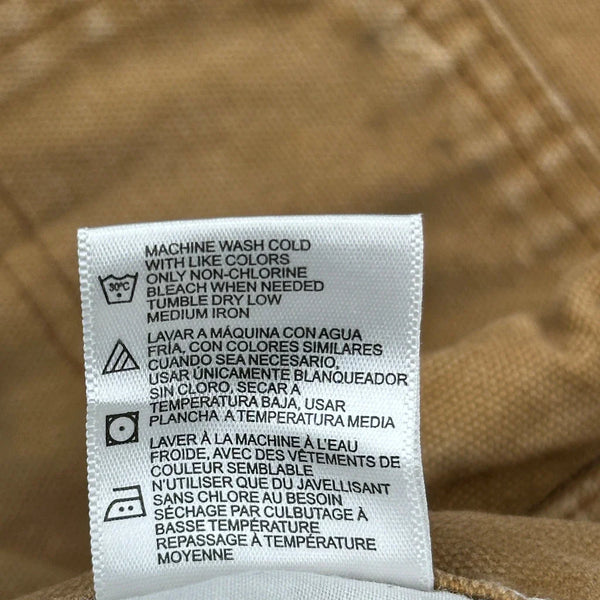 MACHINE WASH COLD
WITH LIKE COLORS
ONLY NON-CHLORINE
BLEACH WHEN NEEDED
TUMBLE DRY LOW
MEDIUM IRON
30ºC
LAVAR A MÁQUINA CON AGUA
FRÍA, CON COLORES SIMILARES
CUANDO SEA NECESARIO,
USAR ÚNICAMENTE BLANQUEADOR
SIN CLORO, SECAR A
TEMPERATURA BAJA, USAR
PLANCHA A TEMPERATURA MEDIA
LAVER À LA MACHINE À L'EAU
FROIDE, AVEC DES VÊTEMENTS DE
COULEUR SEMBLABLE
N'UTILISER QUE DU JAVELLISANT
SANS CHLORE AU BESOIN
SÉCHAGE PAR CULBUTAGE À
BASSE TEMPÉRATURE
REPASSAGE À TEMPÉRATURE
MOYENNE